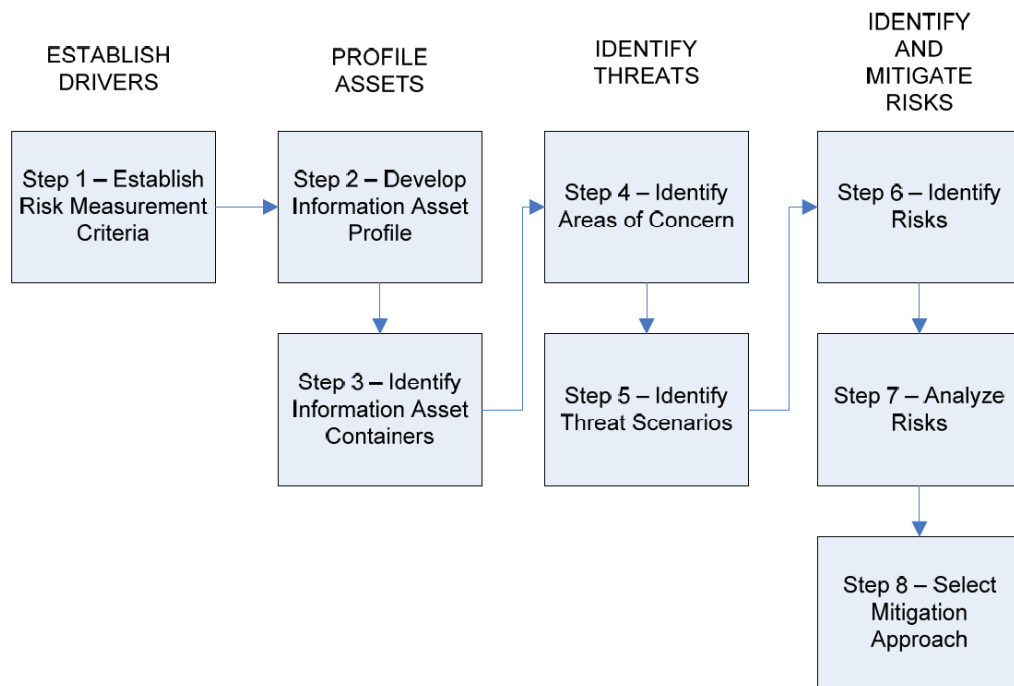 ESTABLISH
DRIVERS
PROFILE
ASSETS
IDENTIFY
THREATS
IDENTIFY
AND
MITIGATE
RISKS
Step 1 – Establish
Risk Measurement
Criteria
Step 2 – Develop
Information Asset
Profile
Step 3 – Identify
Information Asset
Containers
Step 4 – Identify
Areas of Concern
Step 5 – Identify
Threat Scenarios
Step 6 – Identify
Risks
Step 7 – Analyze
Risks
Step 8 – Select
Mitigation
Approach